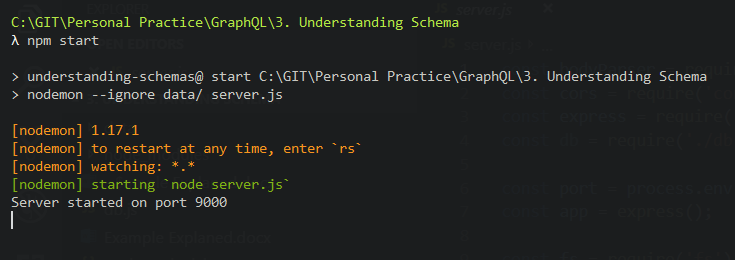 server.js
C:\GIT\Personal Practice\GraphQL\3. Understanding Schema
λ npm start
> understanding-schemas@ start C:\GIT\Personal Practice\GraphQL\3. Understanding Schema
> nodemon --ignore data/ server.js
[nodemon] 1.17.1
[nodemon] to restart at any time, enter `rs`
[nodemon] watching: *.*
[nodemon] starting `node server.js`
Server started on port 9000